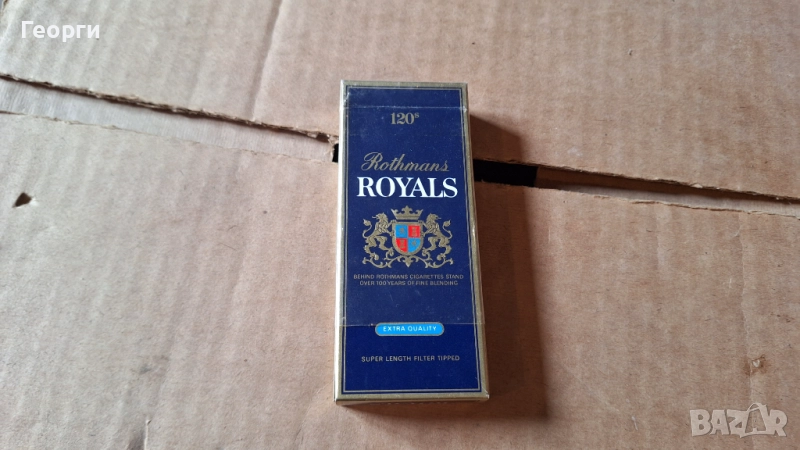 Георги
120s
Rothmans
ROYALS
BEHIND ROTHMANS CIGARETTES STAND
OVER 100 YEARS OF FINE BLENDING
EXTRA QUALITY
SUPER LENGTH FILTER TIPPED
BAZAR